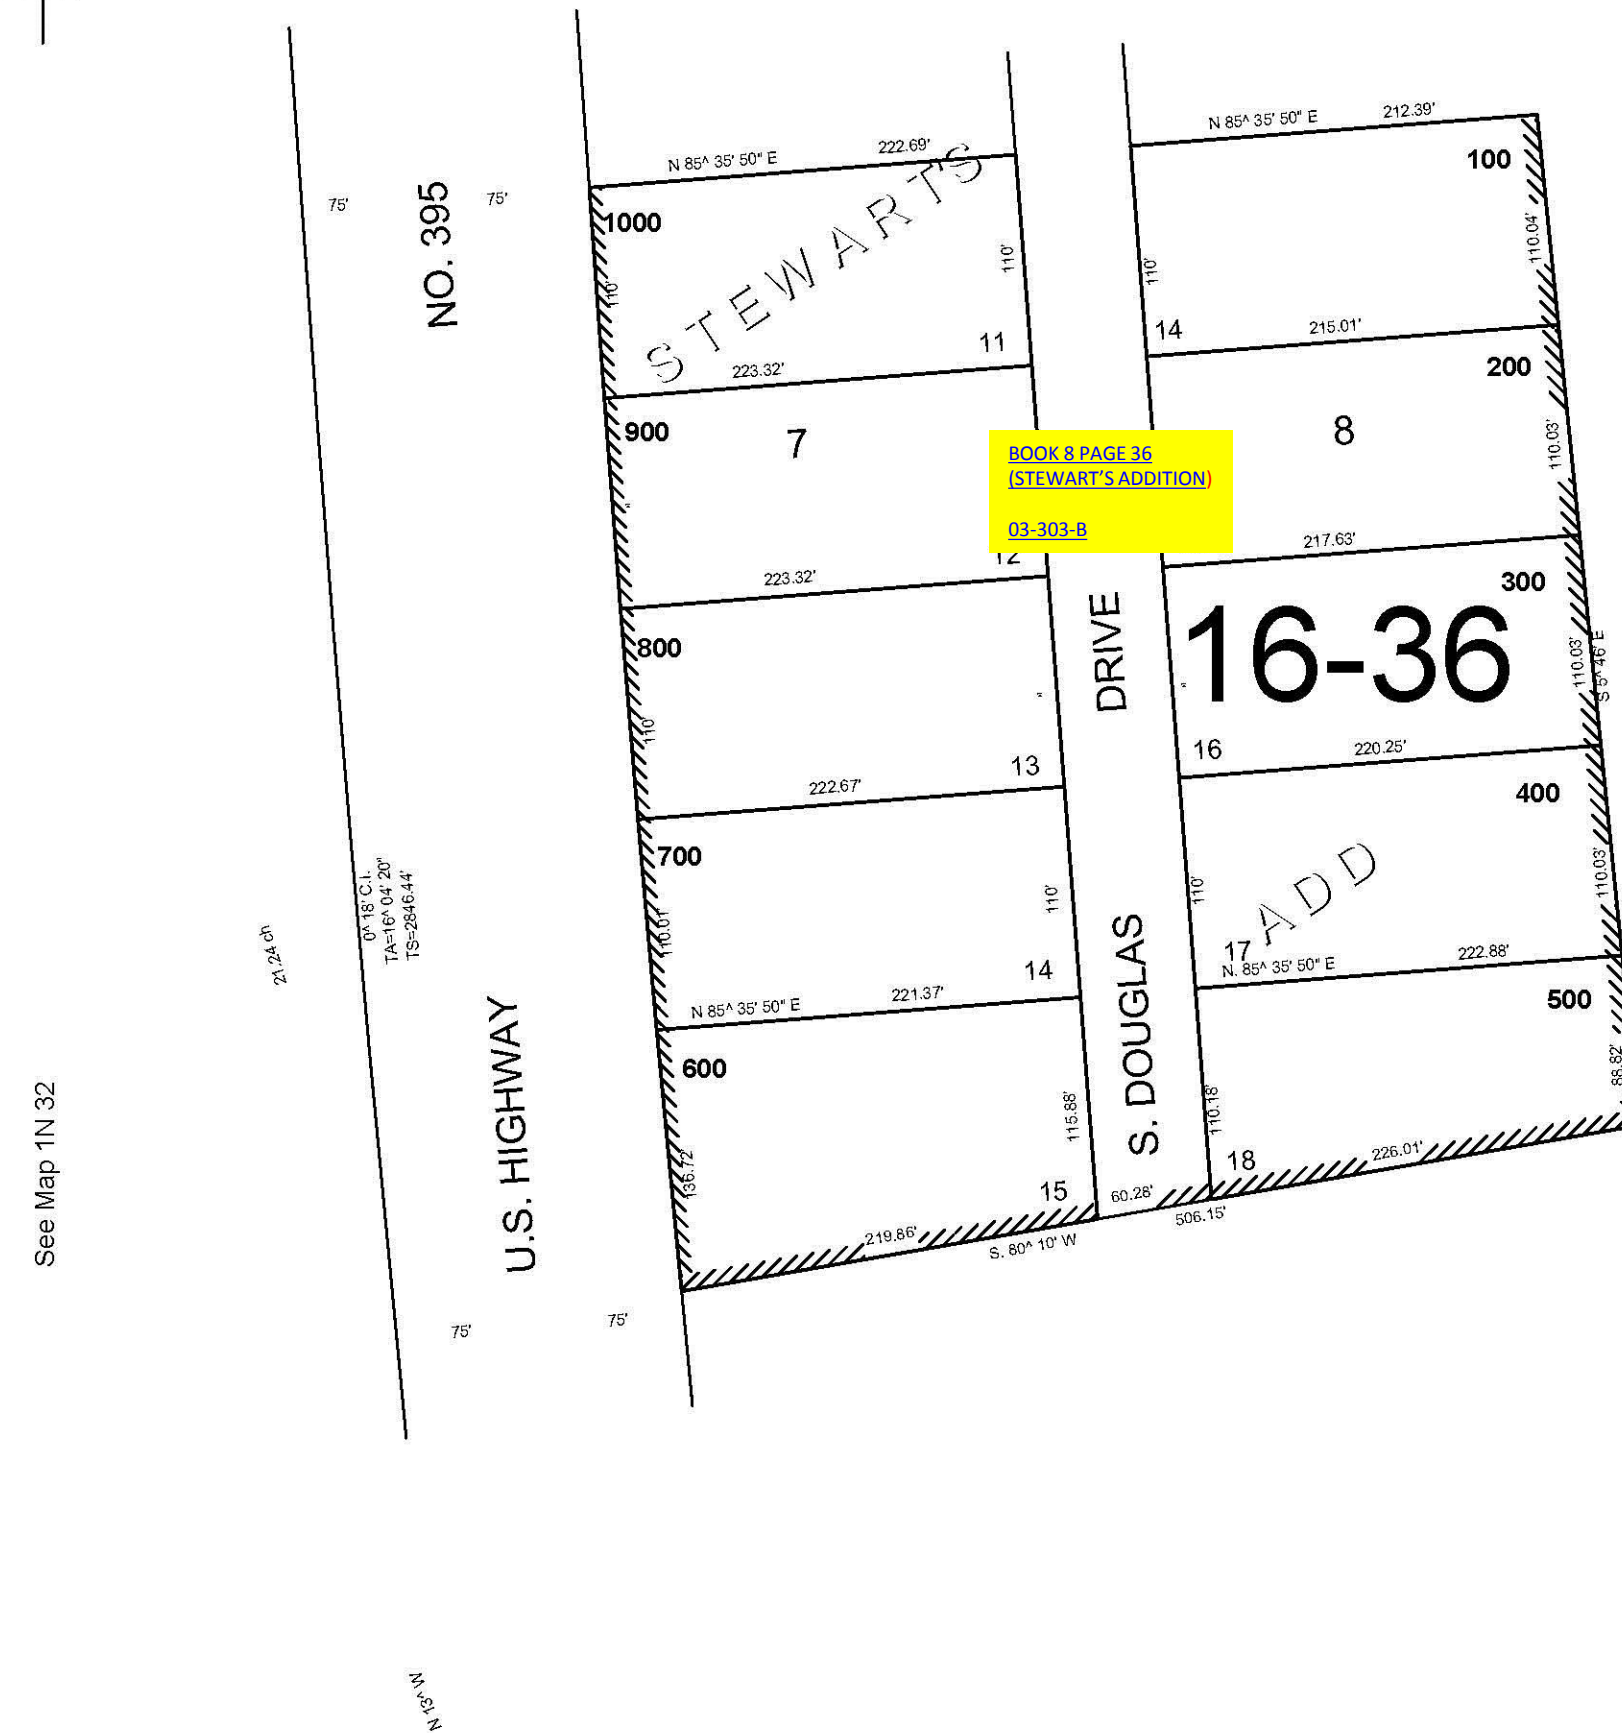 N 85^ 35' 50" E 212.39'
N 85^ 35' 50" E 222.69'
100
75' NO. 395 75'
1000
STEWART'S
110'
110'
110'
110.04'
11
14
215.01'
223.32'
200
900
7
8
110.03'
BOOK 8 PAGE 36
(STEWART'S ADDITION)
03-303-B
12
217.63'
223.32'
300
DRIVE
16-36
800
110.03'
S 5^ 46' E
"
"
"
110'
13
16
220.25'
222.67'
400
700
0^ 18' C.I.
TA=16^ 04' 20"
TS=2846.44'
21.24 ch
110.01'
110'
110'
110.03'
ADD
17
N. 85^ 35' 50" E 222.88'
14
N 85^ 35' 50" E 221.37'
500
600
U.S. HIGHWAY
S. DOUGLAS
88.82'
115.88'
110.18'
136.72'
See Map 1N 32
15
18
60.28'
226.01'
219.86'
506.15'
S. 80^ 10' W
75'
75'
N 13^ W